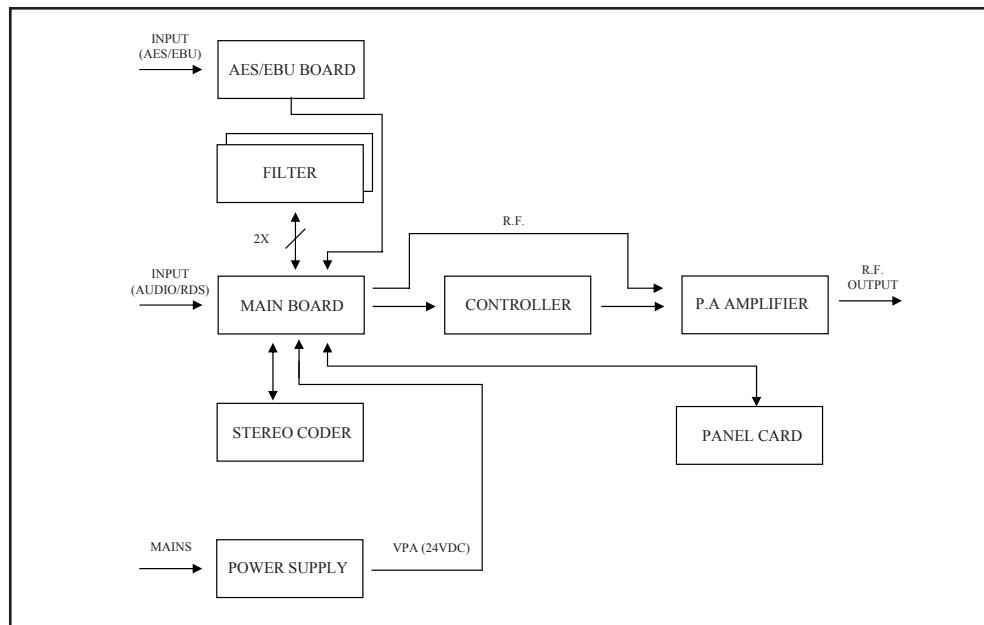 INPUT
(AES/EBU)
AES/EBU BOARD
FILTER
2X
R.F.
INPUT
(AUDIO/RDS)
MAIN BOARD
CONTROLLER
P.A AMPLIFIER
R.F.
OUTPUT
STEREO CODER
PANEL CARD
MAINS
POWER SUPPLY
VPA (24VDC)